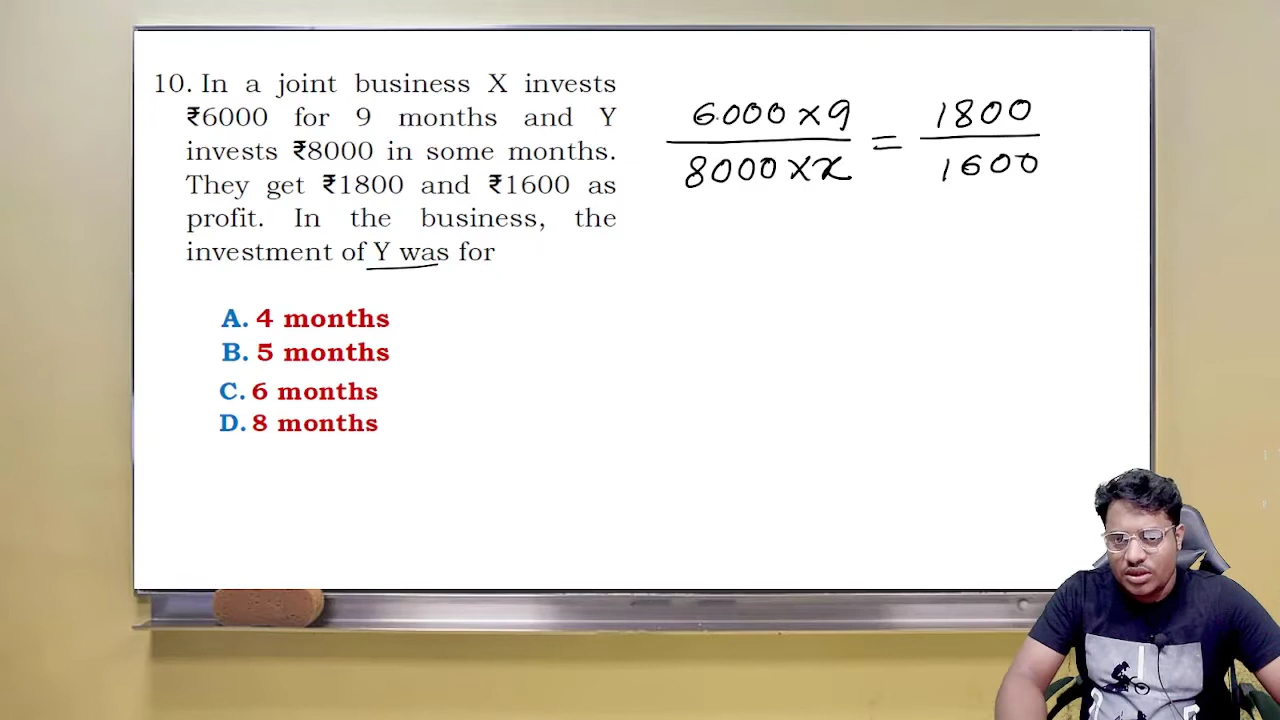 10. In a joint business X invests
₹6000 for 9 months and Y
invests ₹8000 in some months.
They get ₹1800 and ₹1600 as
profit. In the business, the
investment of Y was for
A. 4 months
B. 5 months
C. 6 months
D. 8 months
6000 × 9
8000 × x
=
1800
1600